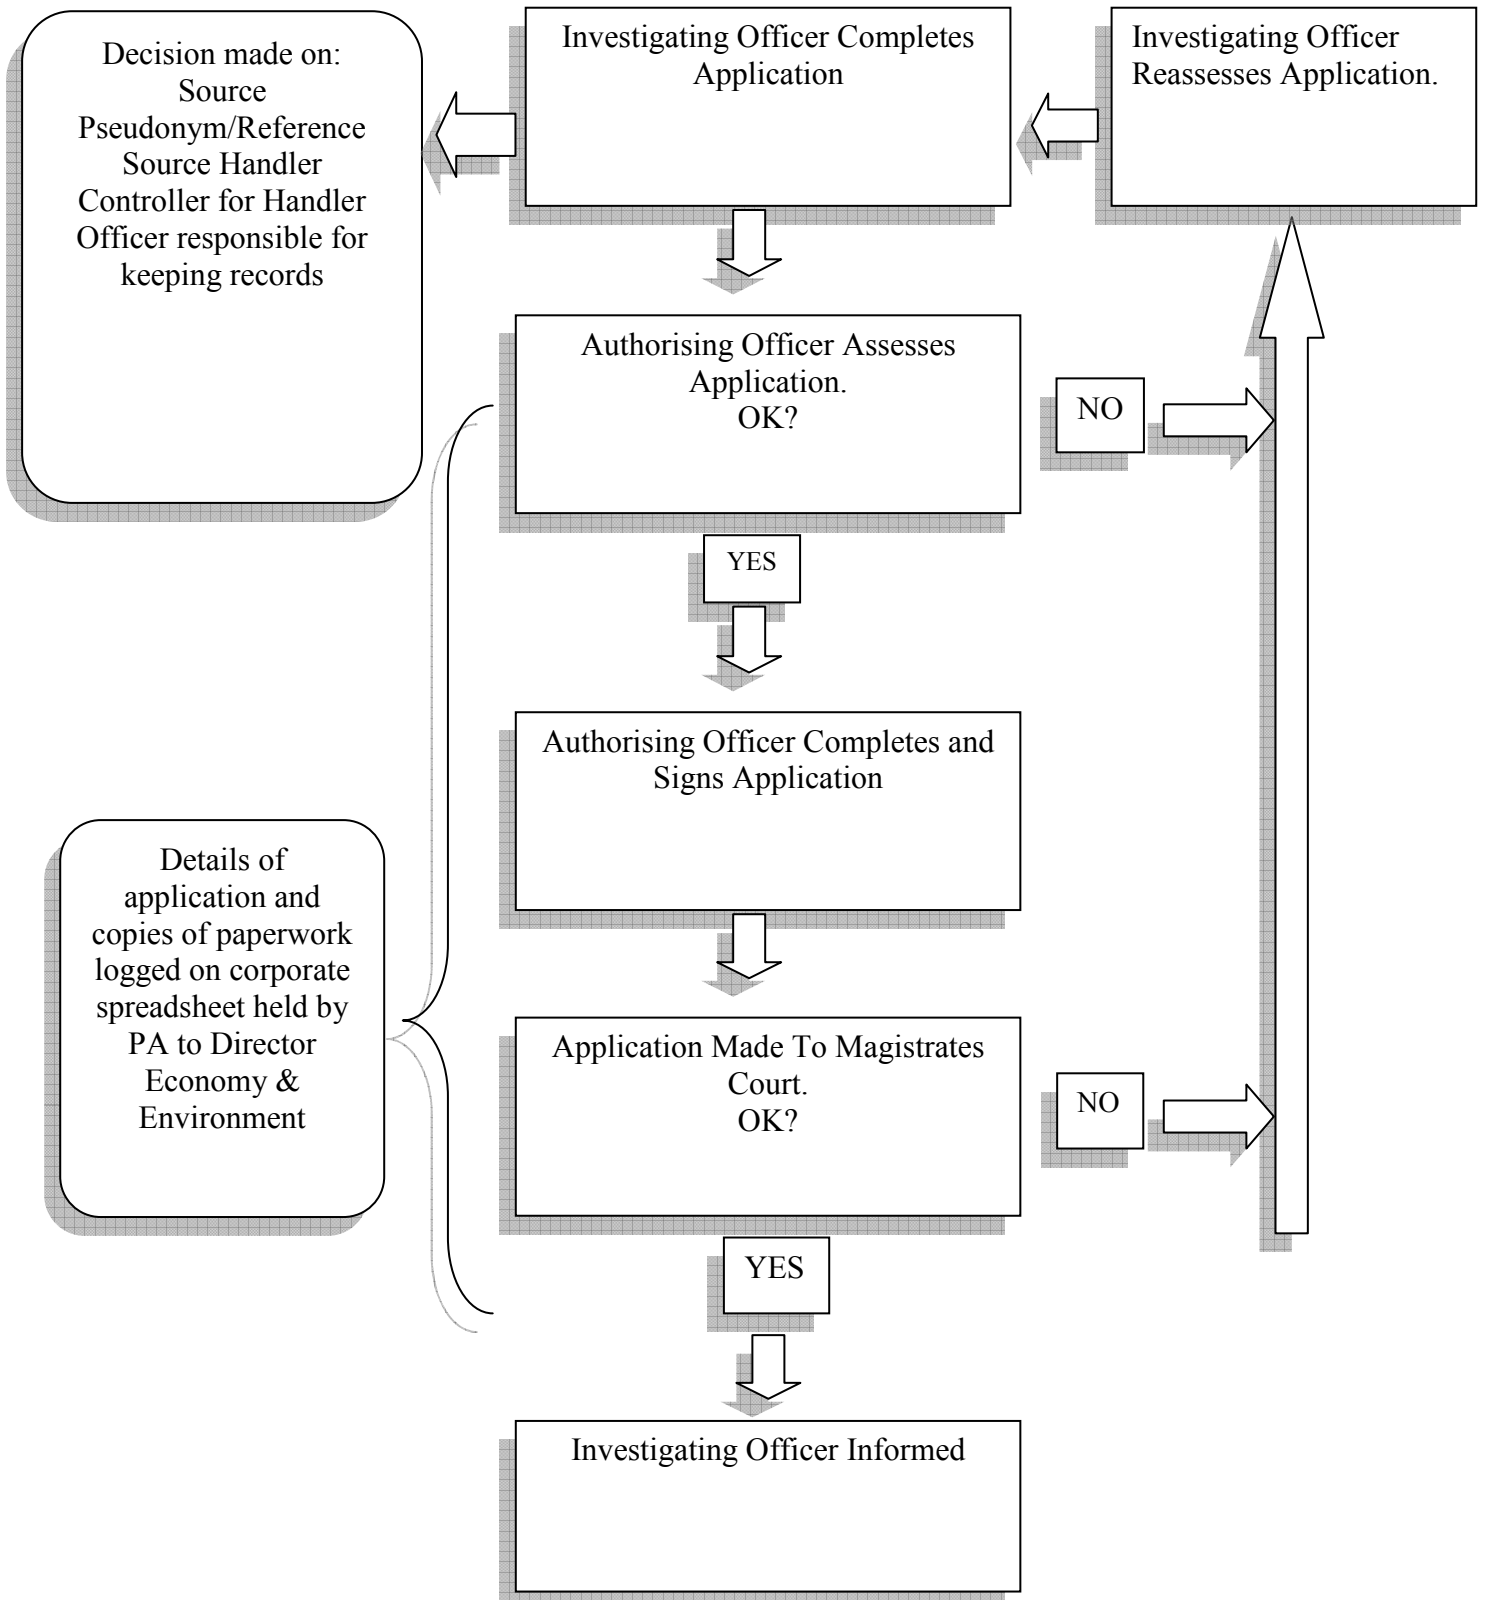 Decision made on:
Source
Pseudonym/Reference
Source Handler
Controller for Handler
Officer responsible for
keeping records
Investigating Officer Completes
Application
Investigating Officer
Reassesses Application.
Authorising Officer Assesses
Application.
OK?
NO
YES
Authorising Officer Completes and
Signs Application
Details of
application and
copies of paperwork
logged on corporate
spreadsheet held by
PA to Director
Economy &
Environment
Application Made To Magistrates
Court.
OK?
NO
YES
Investigating Officer Informed